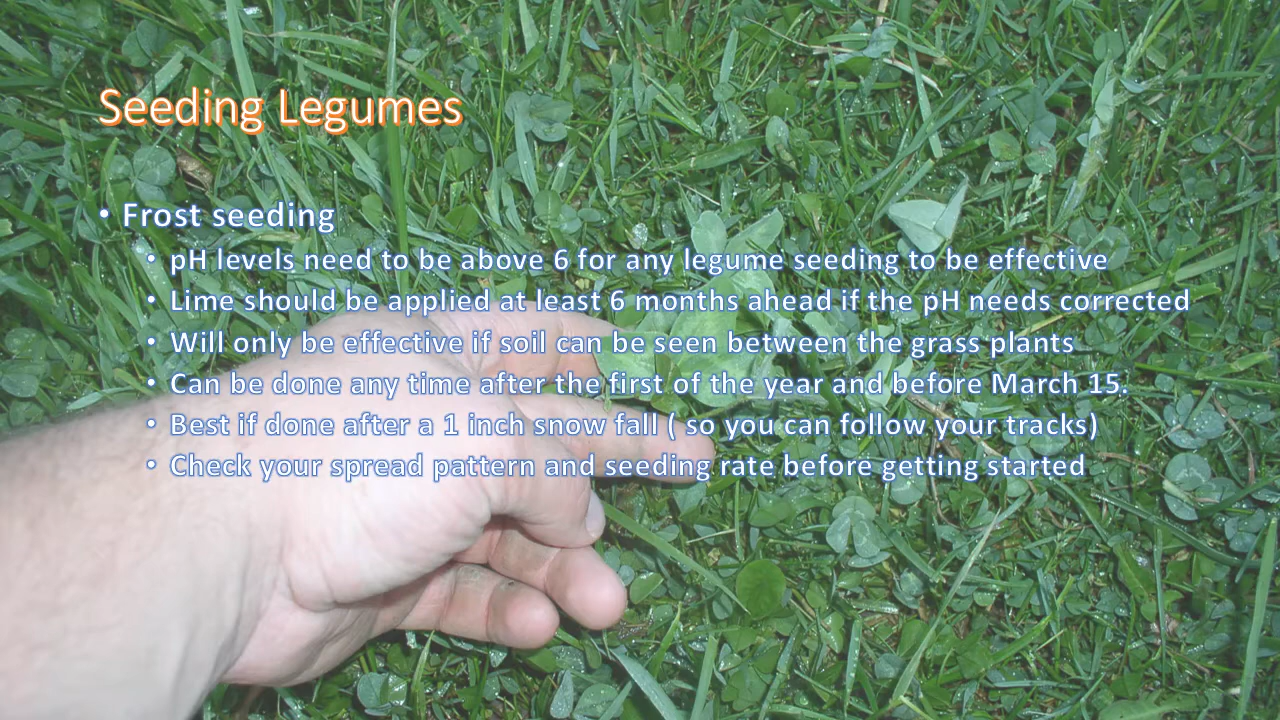 Seeding Legumes
• Frost seeding
• pH levels need to be above 6 for any legume seeding to be effective
• Lime should be applied at least 6 months ahead if the pH needs corrected
• Will only be effective if soil can be seen between the grass plants
• Can be done any time after the first of the year and before March 15.
• Best if done after a 1 inch snow fall ( so you can follow your tracks)
• Check your spread pattern and seeding rate before getting started